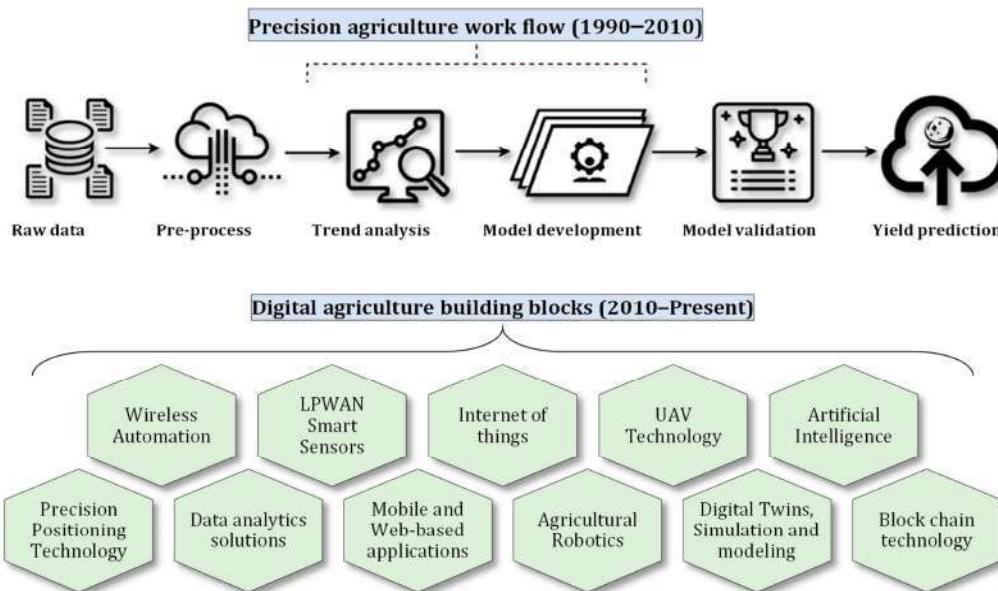 Precision agriculture work flow (1990–2010)
Raw data
Pre-process
Trend analysis
Model development
Model validation
Yield prediction
Digital agriculture building blocks (2010–Present)
Wireless
Automation
LPWAN
Smart
Sensors
Internet of
things
UAV
Technology
Artificial
Intelligence
Precision
Positioning
Technology
Data analytics
solutions
Mobile and
Web-based
applications
Agricultural
Robotics
Digital Twins,
Simulation and
modeling
Block chain
technology